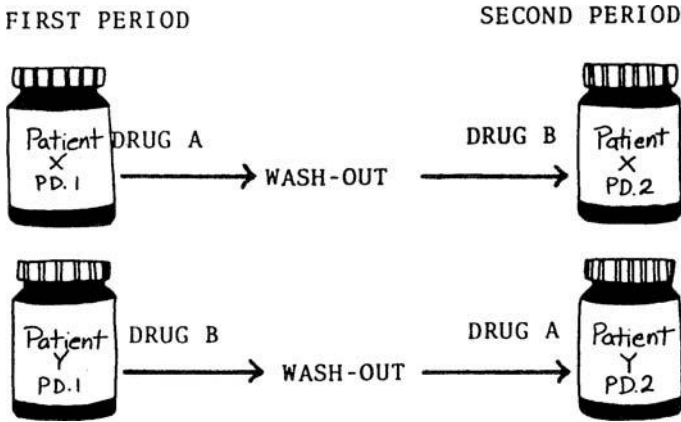 FIRST PERIOD
SECOND PERIOD
Patient
X
PD.1
DRUG A
WASH-OUT
DRUG B
Patient
X
PD.2
Patient
Y
PD.1
DRUG B
WASH-OUT
DRUG A
Patient
Y
PD.2